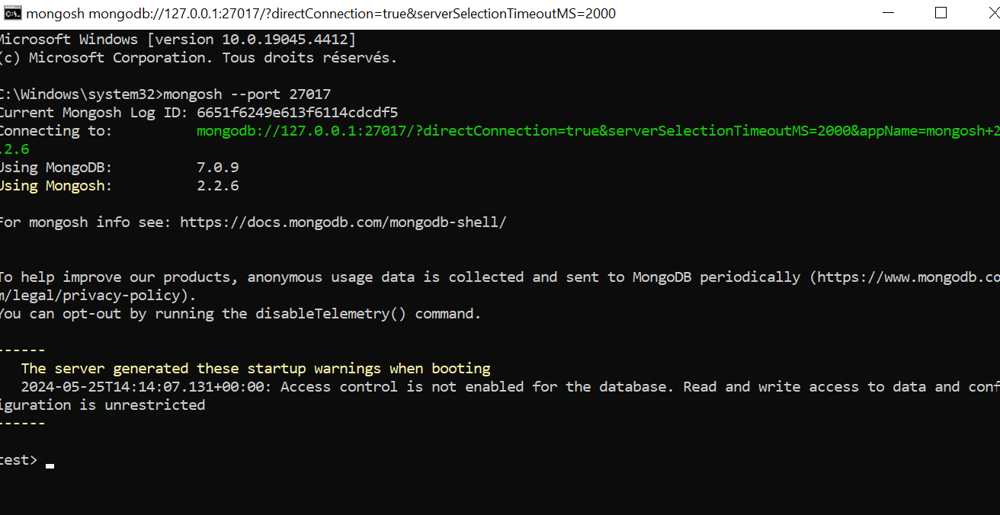 mongosh mongodb://127.0.0.1:27017/?directConnection=true&serverSelectionTimeoutMS=2000
Microsoft Windows [version 10.0.19045.4412]
(c) Microsoft Corporation. Tous droits réservés.
C:\Windows\system32>mongosh --port 27017
Current Mongosh Log ID: 6651f6249e613f6114cdcdf5
Connecting to: mongodb://127.0.0.1:27017/?directConnection=true&serverSelectionTimeoutMS=2000&appName=mongosh+2
.2.6
Using MongoDB: 7.0.9
Using Mongosh: 2.2.6
For mongosh info see: https://docs.mongodb.com/mongodb-shell/
To help improve our products, anonymous usage data is collected and sent to MongoDB periodically (https://www.mongodb.co
m/legal/privacy-policy).
You can opt-out by running the disableTelemetry() command.
------
The server generated these startup warnings when booting
2024-05-25T14:14:07.131+00:00: Access control is not enabled for the database. Read and write access to data and conf
iguration is unrestricted
------
test>